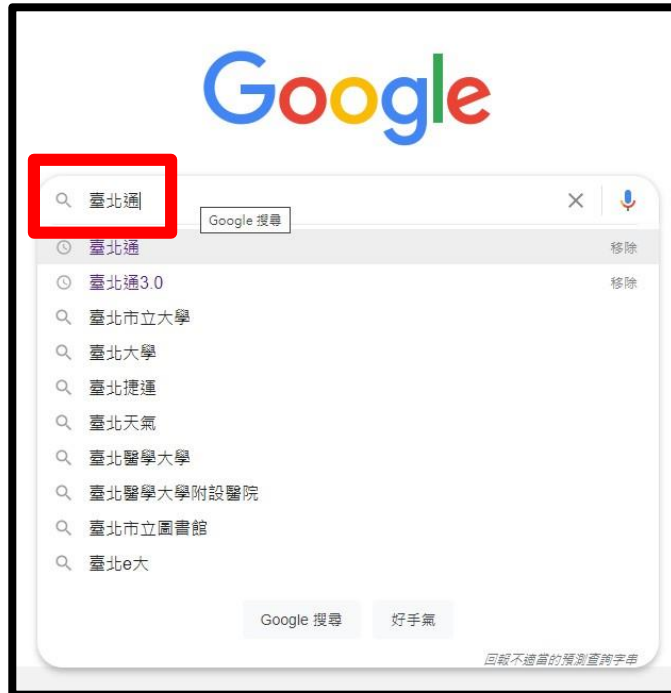 Google
臺北通
Google 搜尋
臺北通 移除
臺北通3.0 移除
臺北市立大學
臺北大學
臺北捷運
臺北天氣
臺北醫學大學
臺北醫學大學附設醫院
臺北市立圖書館
臺北e大
Google 搜尋 好手氣
回報不適當的預測查詢字串